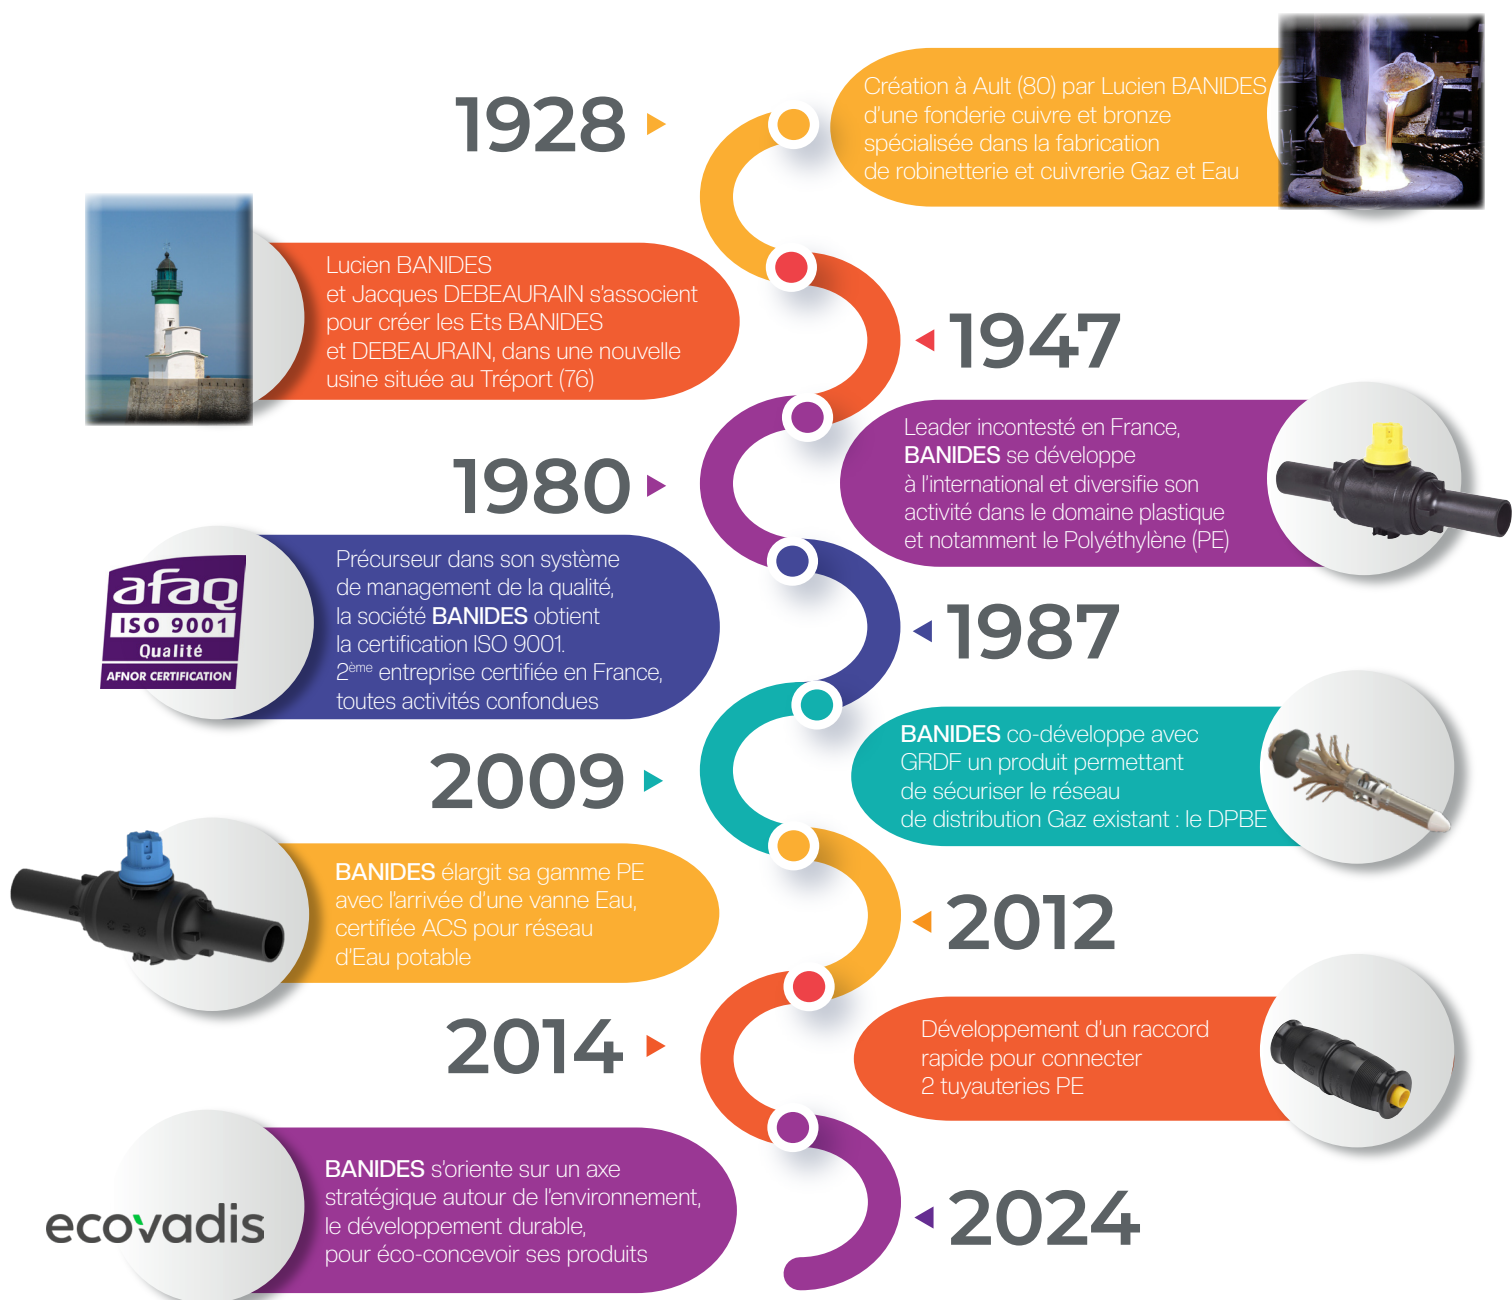 1928
Création à Ault (80) par Lucien BANIDES
d'une fonderie cuivre et bronze
spécialisée dans la fabrication
de robinetterie et cuivrerie Gaz et Eau
Lucien BANIDES
et Jacques DEBEAURAIN s'associent
pour créer les Ets BANIDES
et DEBEAURAIN, dans une nouvelle
usine située au Tréport (76)
1947
1980
Leader incontesté en France,
BANIDES se développe
à l'international et diversifie son
activité dans le domaine plastique
et notamment le Polyéthylène (PE)
afaq
ISO 9001
Qualité
AFNOR CERTIFICATION
Précurseur dans son système
de management de la qualité,
la société BANIDES obtient
la certification ISO 9001.
2ème entreprise certifiée en France,
toutes activités confondues
1987
2009
BANIDES co-développe avec
GRDF un produit permettant
de sécuriser le réseau
de distribution Gaz existant : le DPBE
BANIDES élargit sa gamme PE
avec l'arrivée d'une vanne Eau,
certifiée ACS pour réseau
d'Eau potable
2012
2014
Développement d'un raccord
rapide pour connecter
2 tuyauteries PE
ecovadis
BANIDES s'oriente sur un axe
stratégique autour de l'environnement,
le développement durable,
pour éco-concevoir ses produits
2024